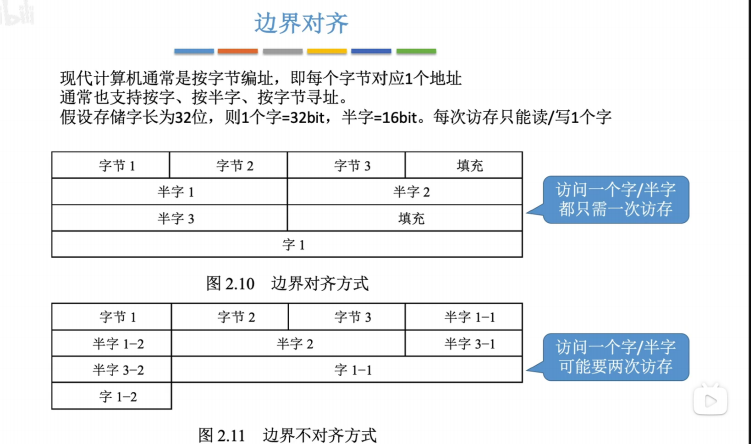 边界对齐
现代计算机通常是按字节编址，即每个字节对应1个地址
通常也支持按字、按半字、按字节寻址。
假设存储字长为32位，则1个字=32bit，半字=16bit。每次访存只能读/写1个字
字节 1 字节 2 字节 3 填充
半字 1 半字 2
半字 3 填充
字 1
访问一个字/半字
都只需一次访存
图 2.10 边界对齐方式
字节 1 字节 2 字节 3 半字 1-1
半字 1-2 半字 2 半字 3-1
半字 3-2 字 1-1
字 1-2
访问一个字/半字
可能要两次访存
图 2.11 边界不对齐方式